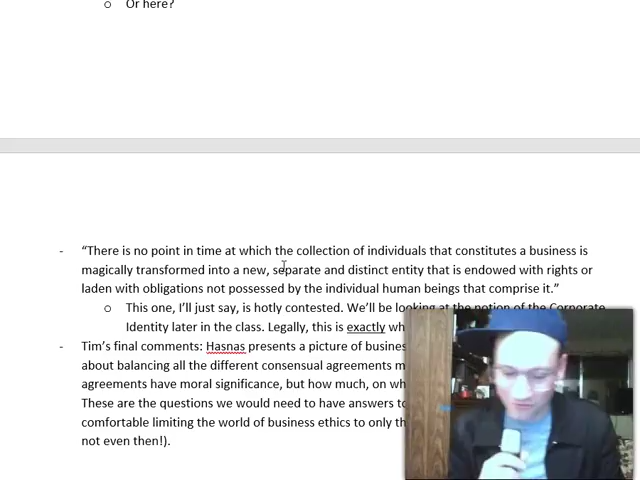 o Or here?
- “There is no point in time at which the collection of individuals that constitutes a business is
magically transformed into a new, separate and distinct entity that is endowed with rights or
laden with obligations not possessed by the individual human beings that comprise it.”
o This one, I’ll just say, is hotly contested. We’ll be looking at the notion of the Corporate
Identity later in the class. Legally, this is exactly
- Tim’s final comments: Hasnas presents a picture of
about balancing all the different consensual agreements
agreements have moral significance, but how much, on
These are the questions we would need to have answers to
comfortable limiting the world of business ethics to only
not even then!).